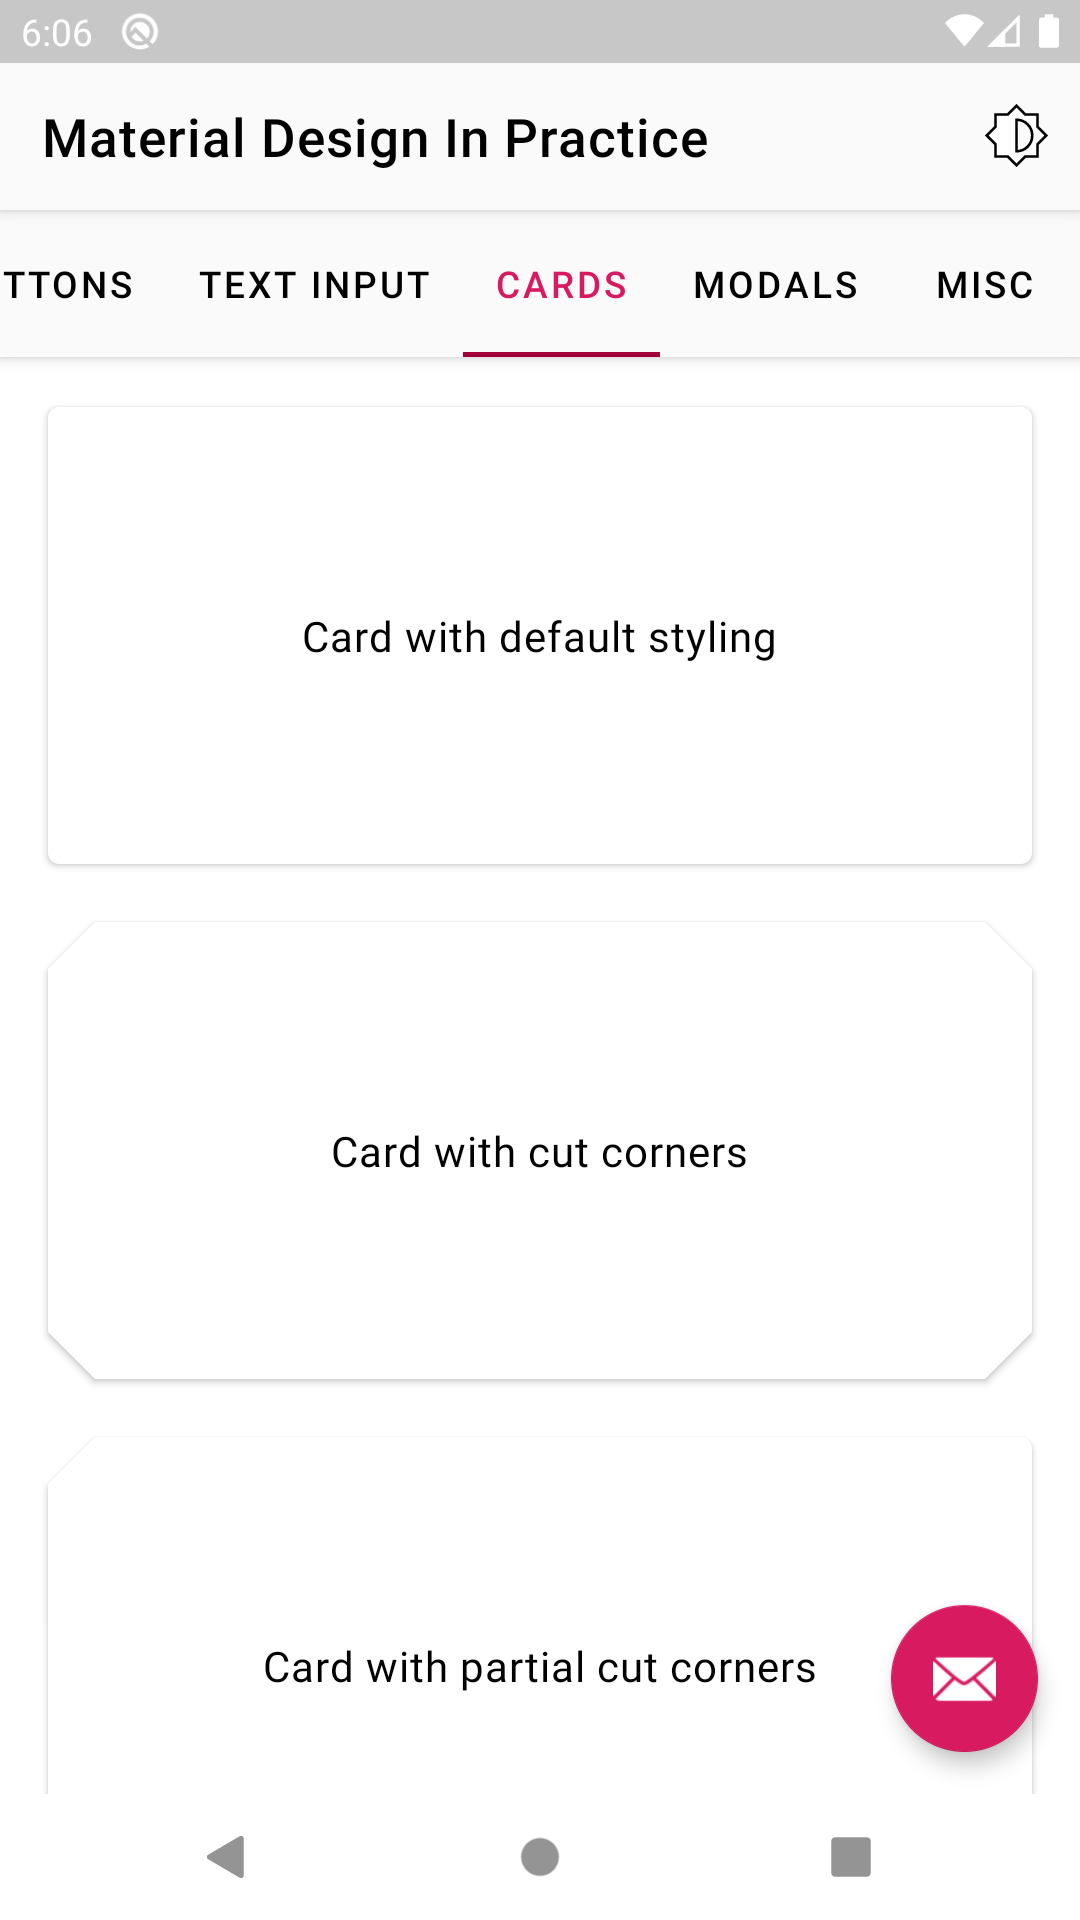 6:06
Material Design In Practice
TTONS TEXT INPUT CARDS MODALS MISC
Card with default styling
Card with cut corners
Card with partial cut corners